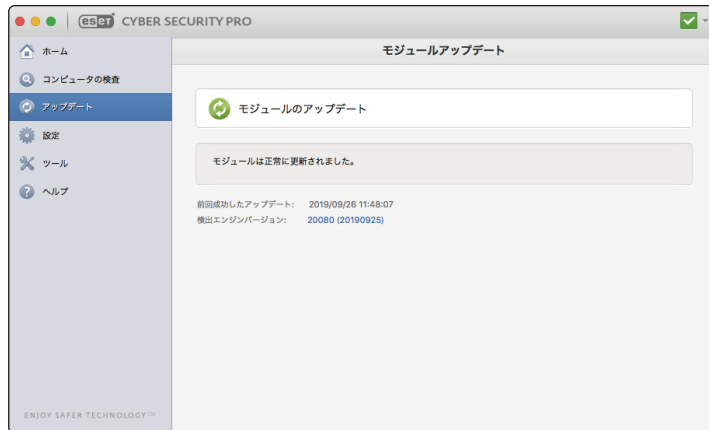 eset CYBER SECURITY PRO
ホーム
コンピュータの検査
アップデート
設定
ツール
ヘルプ
ENJOY SAFER TECHNOLOGY™
モジュールアップデート
モジュールのアップデート
モジュールは正常に更新されました。
前回成功したアップデート: 2019/09/26 11:48:07
検出エンジンバージョン: 20080 (20190925)